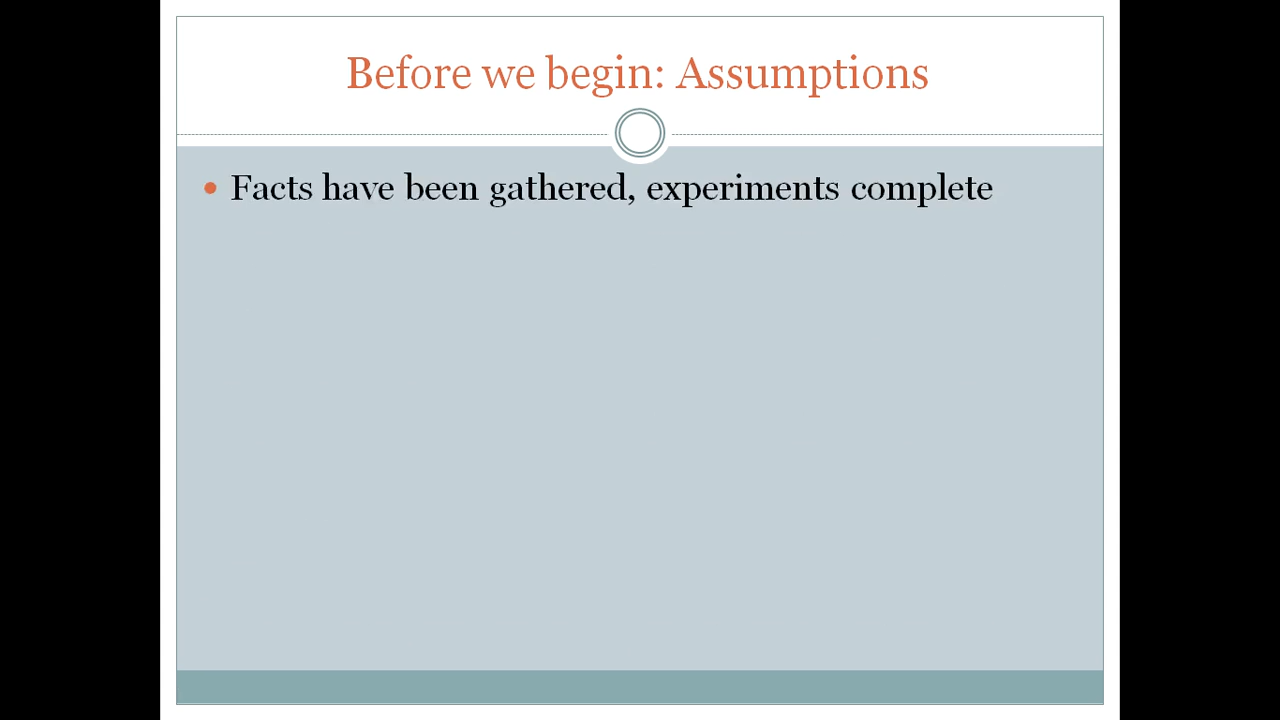 Before we begin: Assumptions
• Facts have been gathered, experiments complete